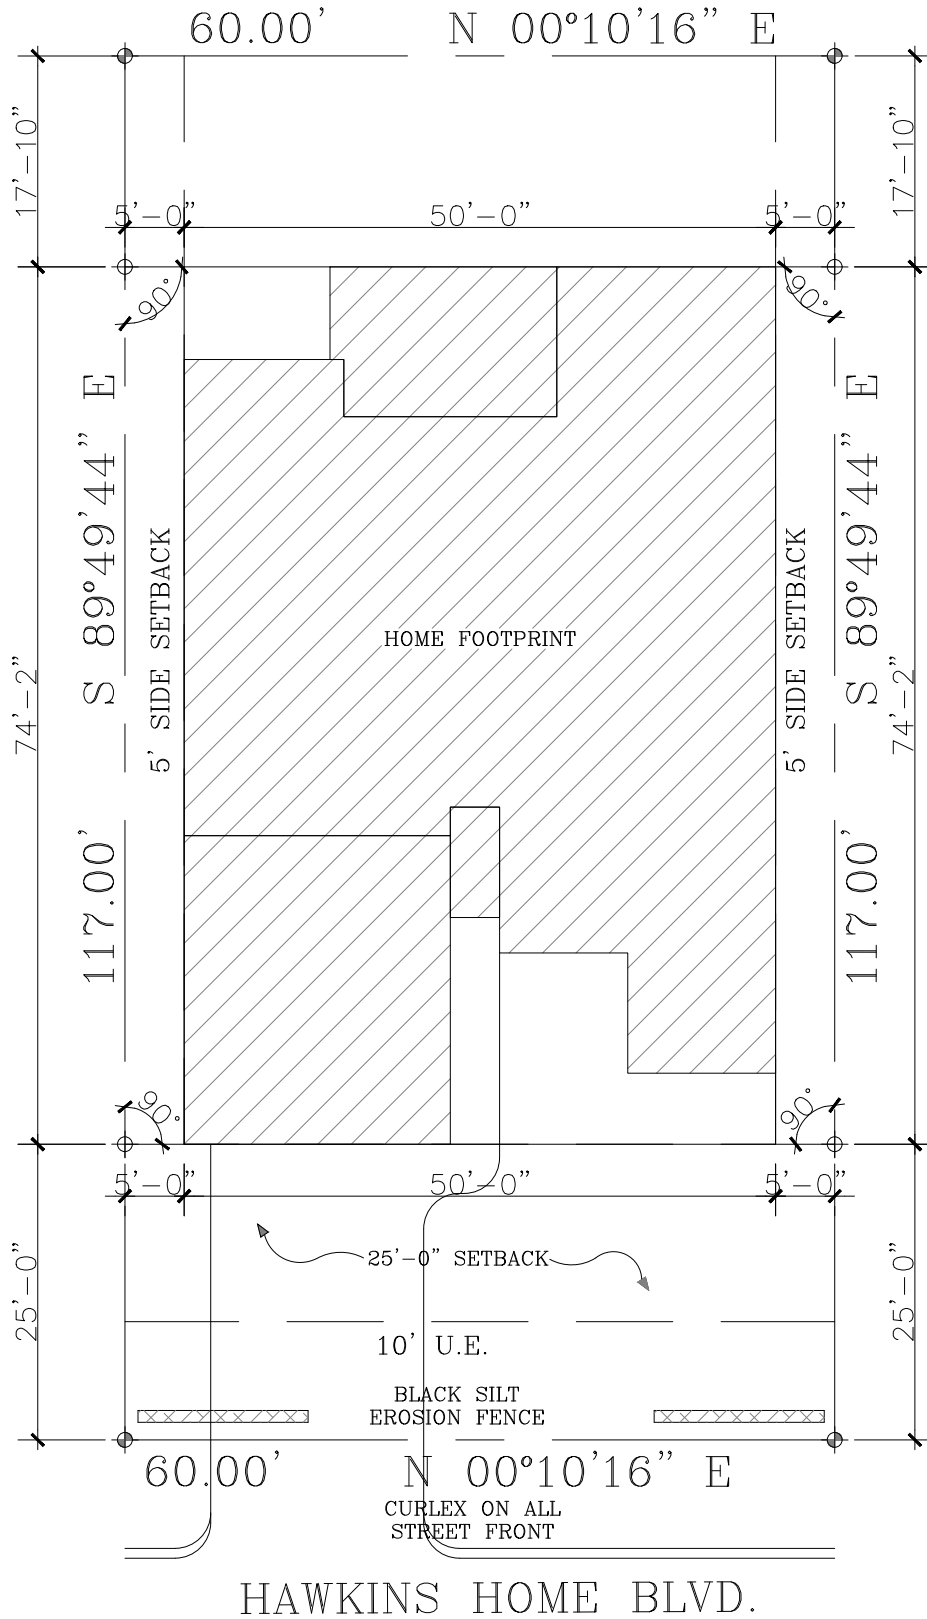 60.00' N 00°10'16" E
17'-10" 17'-10"
5'-0" 50'-0" 5'-0"
90° 90°
S 89°49'44" E
117.00'
S 89°49'44" E
117.00'
5' SIDE SETBACK
5' SIDE SETBACK
HOME FOOTPRINT
74'-2" 74'-2"
90° 90°
5'-0" 50'-0" 5'-0"
25'-0" SETBACK
25'-0" 25'-0"
10' U.E.
BLACK SILT
EROSION FENCE
60.00' N 00°10'16" E
CURLEX ON ALL
STREET FRONT
HAWKINS HOME BLVD.